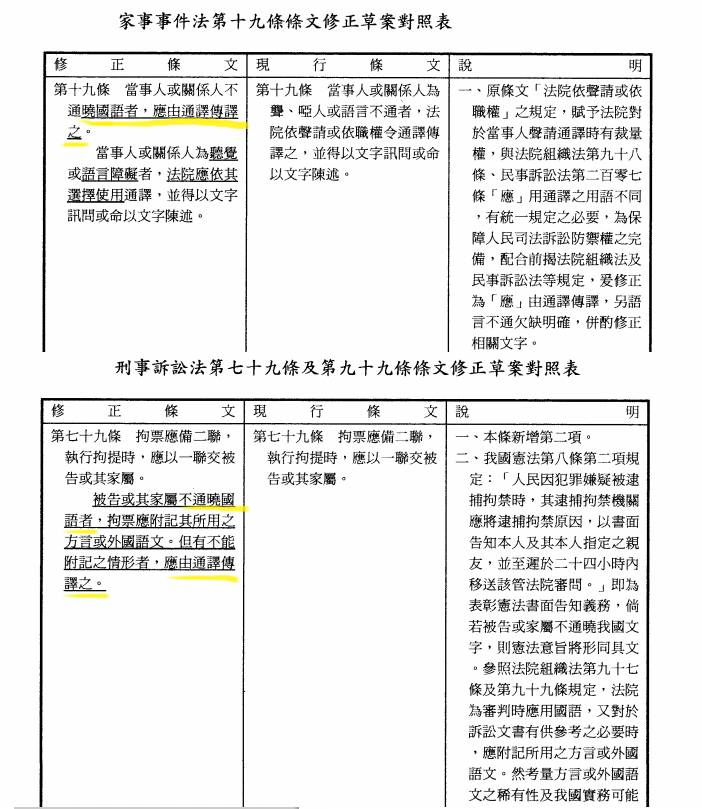 家事事件法第十九條條文修正草案對照表
修正條文
第十九條　當事人或關係人不
通曉國語者，應由通譯傳譯
之。
當事人或關係人為聽覺
或語言障礙者，法院應依其
選擇使用通譯，並得以文字
訊問或命以文字陳述。
現行條文
第十九條　當事人或關係人為
聾、啞人或語言不通者，法
院依聲請或依職權令通譯傳
譯之，並得以文字訊問或命
以文字陳述。
說明
一、原條文「法院依聲請或依
職權」之規定，賦予法院對
於當事人聲請通譯時有裁量
權，與法院組織法第九十八
條、民事訴訟法第二百零七
條「應」用通譯之用語不同
，有統一規定之必要，為保
障人民司法訴訟防禦權之完
備，配合前揭法院組織法及
民事訴訟法等規定，爰修正
為「應」由通譯傳譯，另語
言不通欠缺明確，併酌修正
相關文字。
刑事訴訟法第七十九條及第九十九條條文修正草案對照表
修正條文
第七十九條　拘票應備二聯，
執行拘提時，應以一聯交被
告或其家屬。
被告或其家屬不通曉國
語者，拘票應附記其所用之
方言或外國語文。但有不能
附記之情形者，應由通譯傳
譯之。
現行條文
第七十九條　拘票應備二聯，
執行拘提時，應以一聯交被
告或其家屬。
說明
一、本條新增第二項。
二、我國憲法第八條第二項規
定：「人民因犯罪嫌疑被逮
捕拘禁時，其逮捕拘禁機關
應將逮捕拘禁原因，以書面
告知本人及其本人指定之親
友，並至遲於二十四小時內
移送該管法院審問。」即為
表彰憲法書面告知義務，倘
若被告或家屬不通曉我國文
字，則憲法意旨將形同具文
。參照法院組織法第九十七
條及第九十九條規定，法院
為審判時應用國語，又對於
訴訟文書有供參考之必要時
，應附記所用之方言或外國
語文。然考量方言或外國語
文之稀有性及我國實務可能